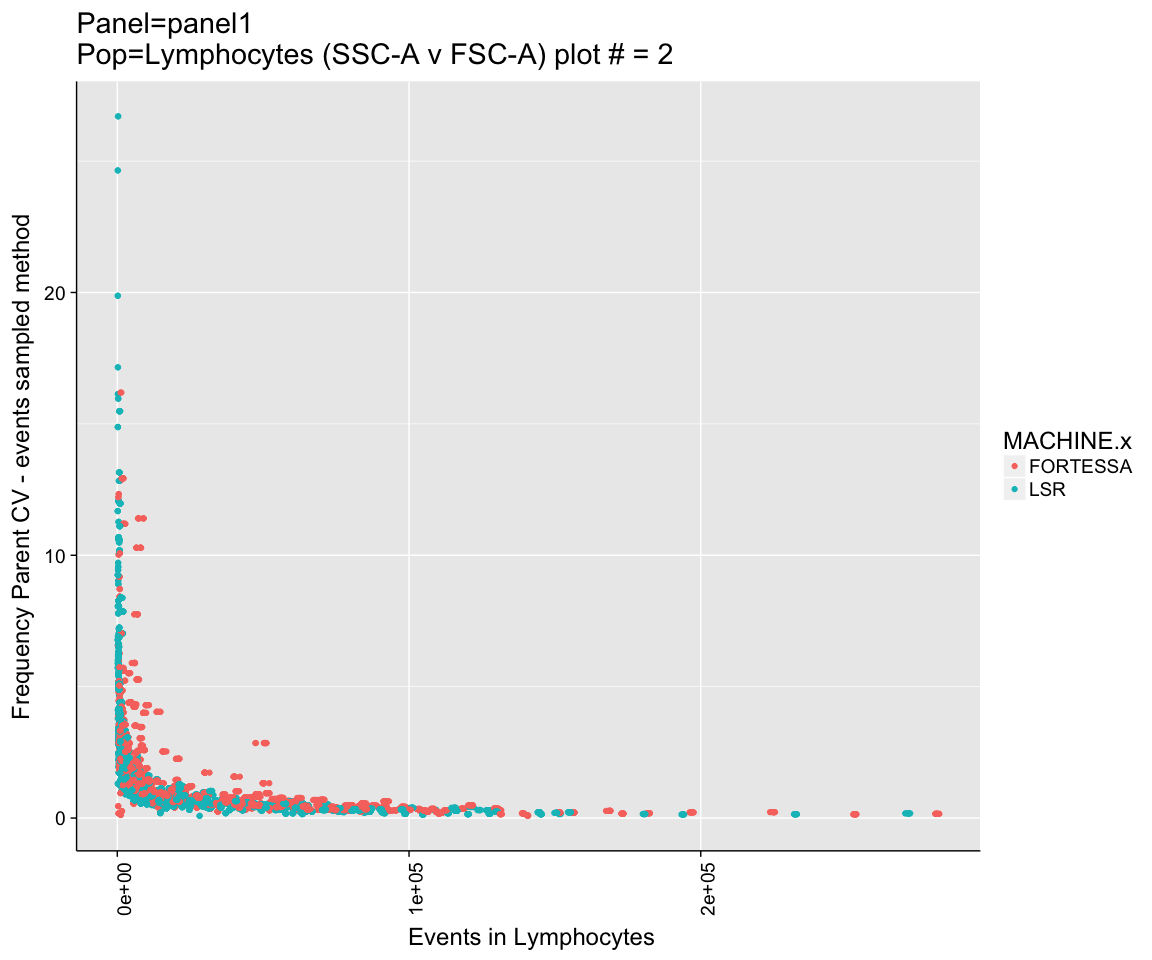 Panel=panel1
Pop=Lymphocytes (SSC-A v FSC-A) plot # = 2
Frequency Parent CV - events sampled method
20
10
0
0e+00
1e+05
2e+05
Events in Lymphocytes
MACHINE.x
FORTESSA
LSR